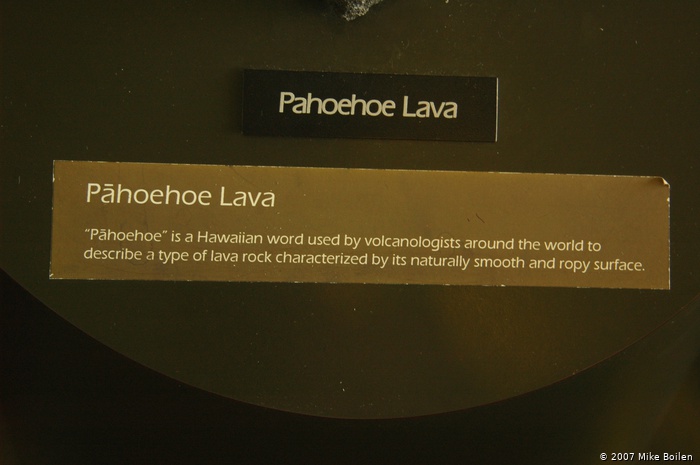 Pahoehoe Lava
Pāhoehoe Lava
"Pāhoehoe" is a Hawaiian word used by volcanologists around the world to
describe a type of lava rock characterized by its naturally smooth and ropy surface.
© 2007 Mike Boilen